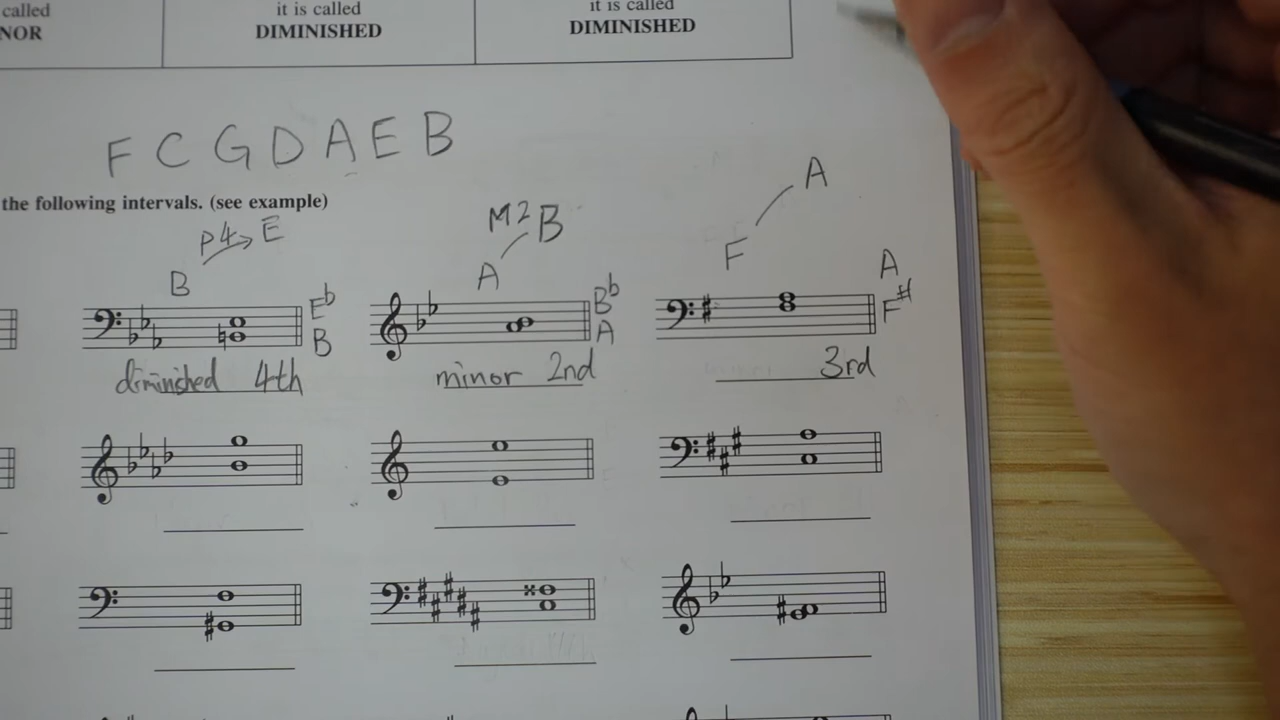 called
NOR
it is called
DIMINISHED
it is called
DIMINISHED
F C G D A E B
the following intervals. (see example)
P4 E
B
E♭
B
diminished 4th
M2 B
A
B♭
A
minor 2nd
A
F
A
F#
3rd